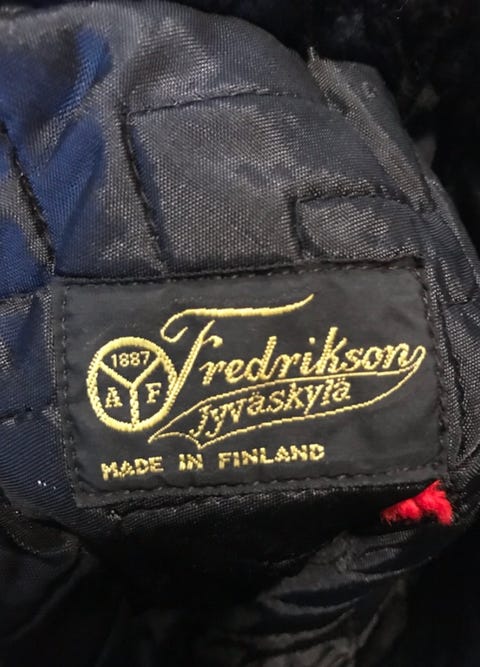 1887
A F
Fredrikson
Jyväskylä
MADE IN FINLAND